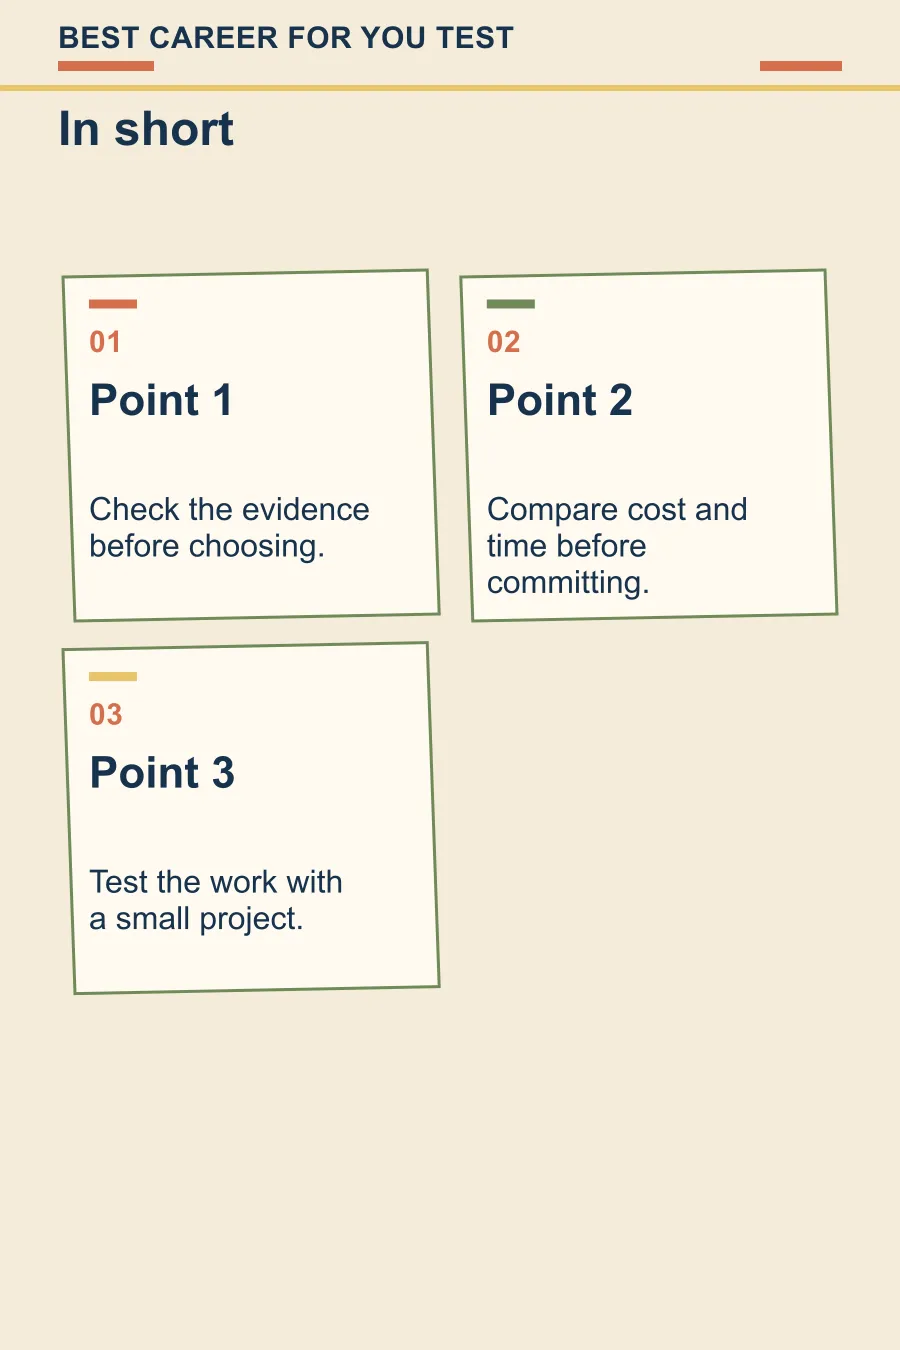 BEST CAREER FOR YOU TEST
In short
01
Point 1
Check the evidence
before choosing.
02
Point 2
Compare cost and
time before
committing.
03
Point 3
Test the work with
a small project.